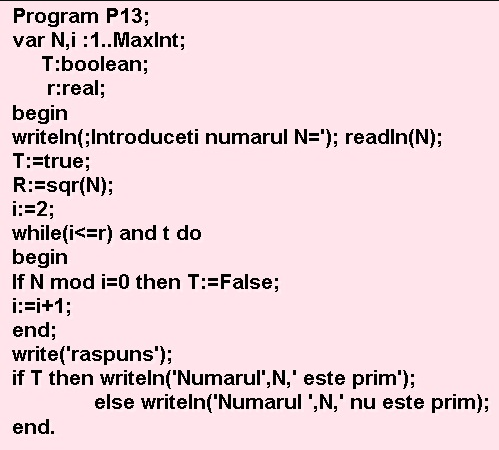 Program P13;
var N,i :1..MaxInt;
T:boolean;
r:real;
begin
writeln(;Introduceti numarul N='); readln(N);
T:=true;
R:=sqr(N);
i:=2;
while(i<=r) and t do
begin
If N mod i=0 then T:=False;
i:=i+1;
end;
write('raspuns');
if T then writeln('Numarul',N,' este prim');
else writeln('Numarul ',N,' nu este prim);
end.